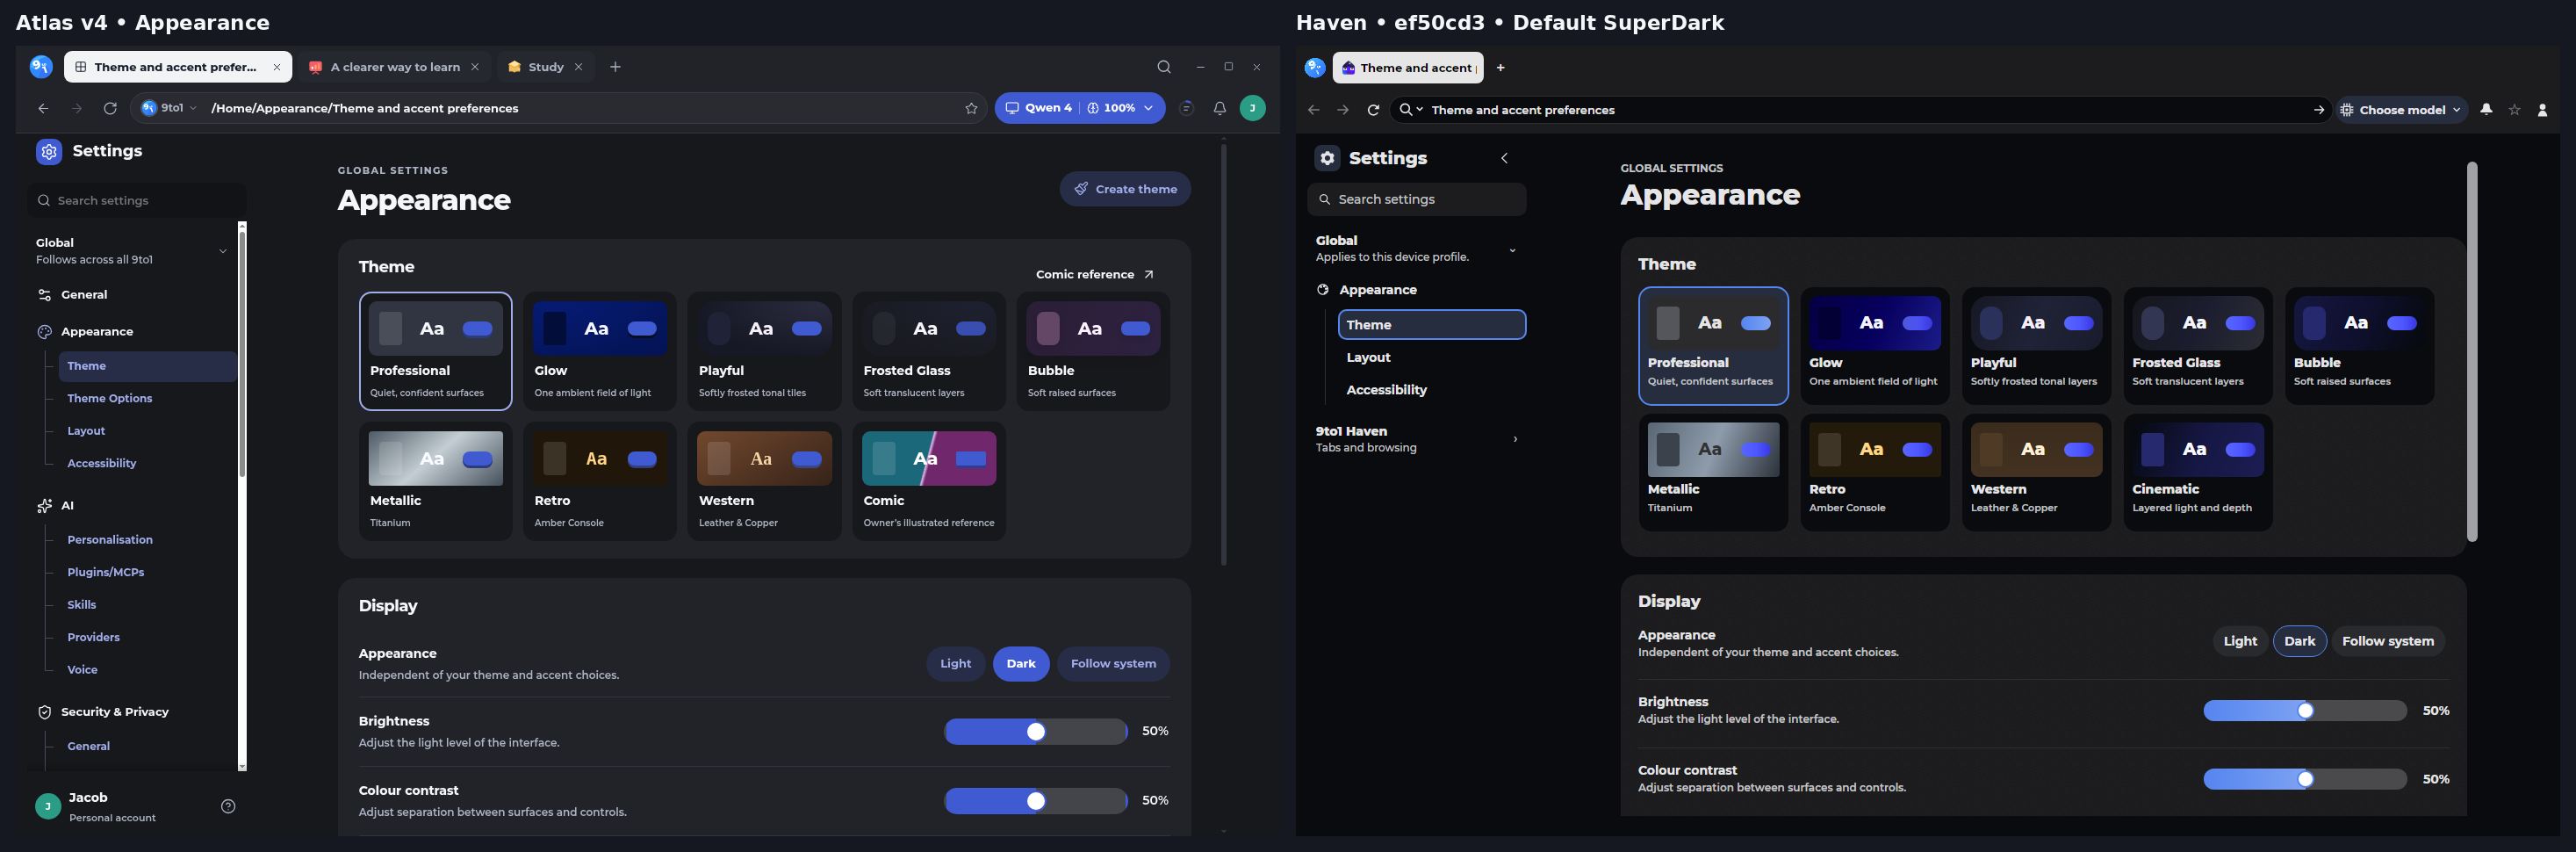 Atlas v4 • Appearance
Theme and accent prefer...
A clearer way to learn
Study
9to1
/Home/Appearance/Theme and accent preferences
Qwen 4
100%
J
Settings
Search settings
Global
Follows across all 9to1
General
Appearance
Theme
Theme Options
Layout
Accessibility
AI
Personalisation
Plugins/MCPs
Skills
Providers
Voice
Security & Privacy
General
J
Jacob
Personal account
GLOBAL SETTINGS
Appearance
Create theme
Theme
Comic reference
Aa
Professional
Quiet, confident surfaces
Aa
Glow
One ambient field of light
Aa
Playful
Softly frosted tonal tiles
Aa
Frosted Glass
Soft translucent layers
Aa
Bubble
Soft raised surfaces
Aa
Metallic
Titanium
Aa
Retro
Amber Console
Aa
Western
Leather & Copper
Aa
Comic
Owner's illustrated reference
Display
Appearance
Independent of your theme and accent choices.
Light
Dark
Follow system
Brightness
Adjust the light level of the interface.
50%
Colour contrast
Adjust separation between surfaces and controls.
50%
Haven • ef50cd3 • Default SuperDark
Theme and accent
Theme and accent preferences
Choose model
Settings
Search settings
Global
Applies to this device profile.
Appearance
Theme
Layout
Accessibility
9to1 Haven
Tabs and browsing
GLOBAL SETTINGS
Appearance
Theme
Aa
Professional
Quiet, confident surfaces
Aa
Glow
One ambient field of light
Aa
Playful
Softly frosted tonal layers
Aa
Frosted Glass
Soft translucent layers
Aa
Bubble
Soft raised surfaces
Aa
Metallic
Titanium
Aa
Retro
Amber Console
Aa
Western
Leather & Copper
Aa
Cinematic
Layered light and depth
Display
Appearance
Independent of your theme and accent choices.
Light
Dark
Follow system
Brightness
Adjust the light level of the interface.
50%
Colour contrast
Adjust separation between surfaces and controls.
50%